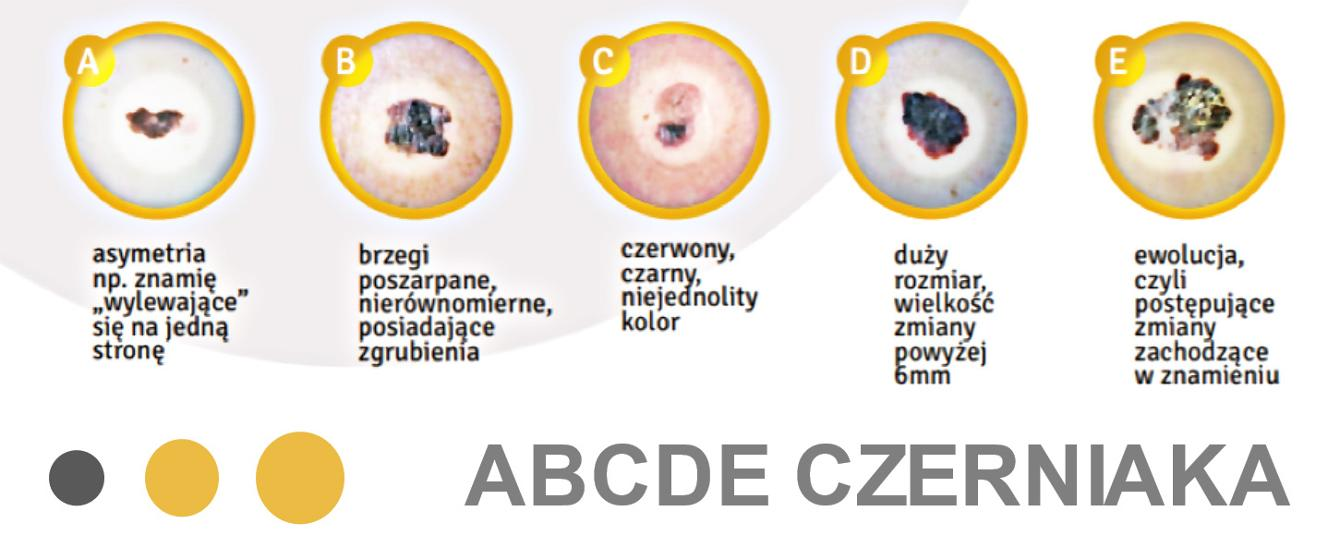 A
asymetria
np. znamię
„wylewające”
się na jedną
stronę
B
brzegi
poszarpane,
nierównomierne,
posiadające
zgrubienia
C
czerwony,
czarny,
niejednolity
kolor
D
duży
rozmiar,
wielkość
zmiany
powyżej
6mm
E
ewolucja,
czyli
postępujące
zmiany
zachodzące
w znamieniu
ABCDE CZERNIAKA